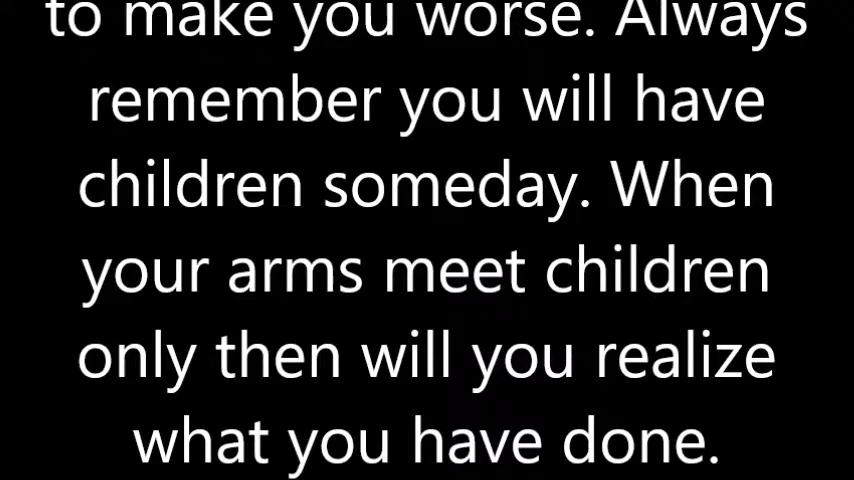 to make you worse. Always
remember you will have
children someday. When
your arms meet children
only then will you realize
what you have done.